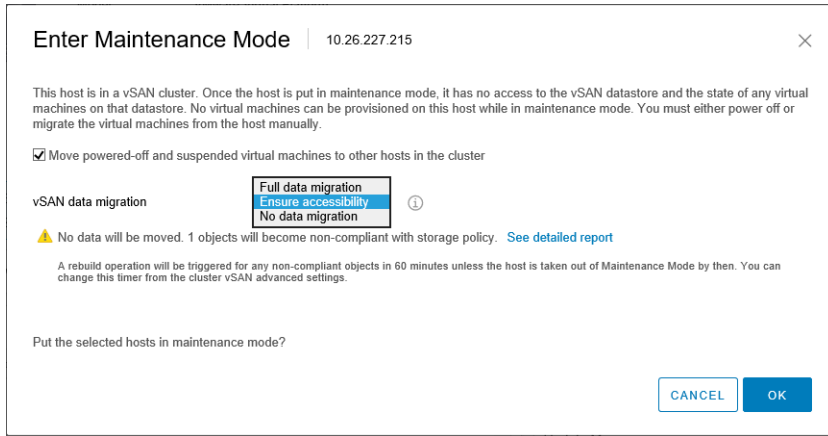 Enter Maintenance Mode 10.26.227.215
This host is in a vSAN cluster. Once the host is put in maintenance mode, it has no access to the vSAN datastore and the state of any virtual
machines on that datastore. No virtual machines can be provisioned on this host while in maintenance mode. You must either power off or
migrate the virtual machines from the host manually.
Move powered-off and suspended virtual machines to other hosts in the cluster
Full data migration
vSAN data migration Ensure accessibility
No data migration
No data will be moved. 1 objects will become non-compliant with storage policy. See detailed report
A rebuild operation will be triggered for any non-compliant objects in 60 minutes unless the host is taken out of Maintenance Mode by then. You can
change this timer from the cluster vSAN advanced settings.
Put the selected hosts in maintenance mode?
CANCEL OK